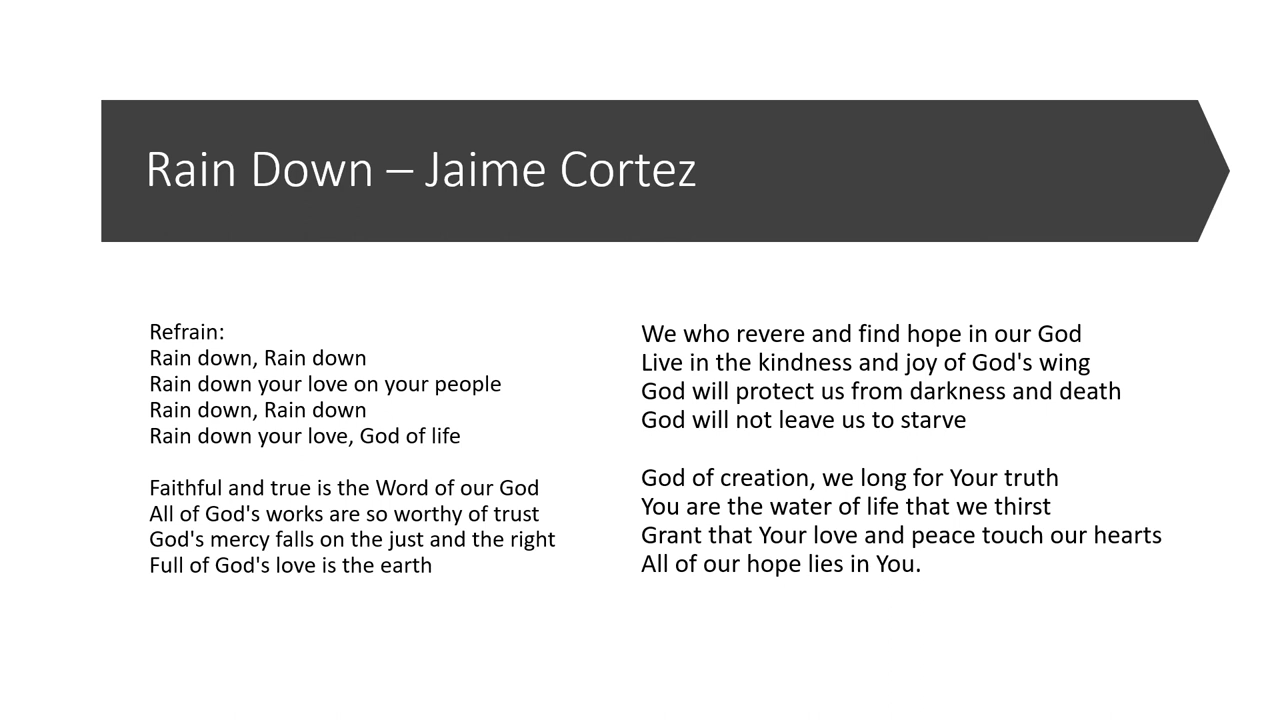 Rain Down – Jaime Cortez
Refrain:
Rain down, Rain down
Rain down your love on your people
Rain down, Rain down
Rain down your love, God of life
Faithful and true is the Word of our God
All of God's works are so worthy of trust
God's mercy falls on the just and the right
Full of God's love is the earth
We who revere and find hope in our God
Live in the kindness and joy of God's wing
God will protect us from darkness and death
God will not leave us to starve
God of creation, we long for Your truth
You are the water of life that we thirst
Grant that Your love and peace touch our hearts
All of our hope lies in You.